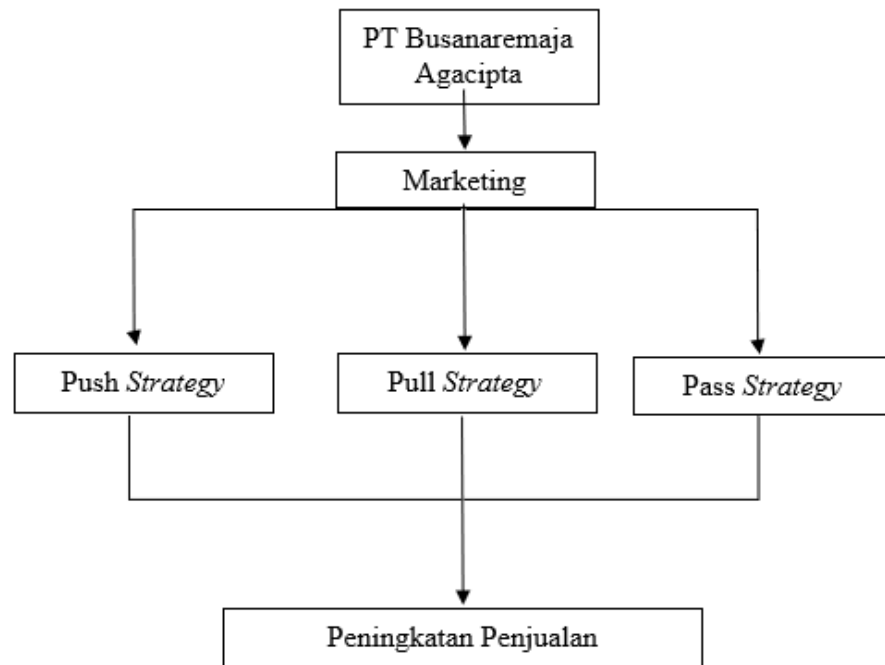 PT Busanaremaja
Agacipta
Marketing
Push Strategy
Pull Strategy
Pass Strategy
Peningkatan Penjualan